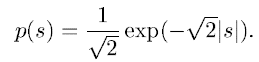 p(s) = \frac{1}{\sqrt{2}} \exp(-\sqrt{2}|s|).